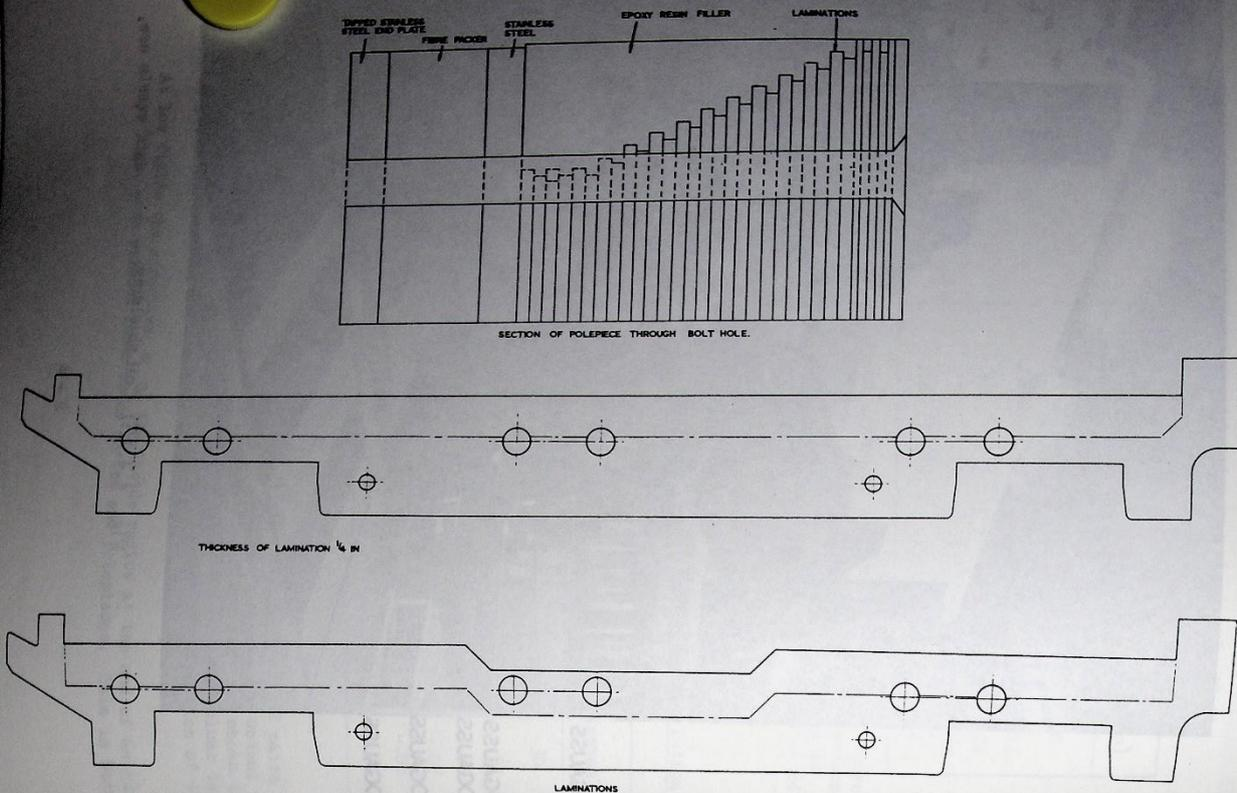 TAPPED STAINLESS
STEEL END PLATE
FIBRE PACKER
STAINLESS
STEEL
EPOXY RESIN FILLER
LAMINATIONS
SECTION OF POLEPIECE THROUGH BOLT HOLE.
THICKNESS OF LAMINATION 1/4 IN
LAMINATIONS